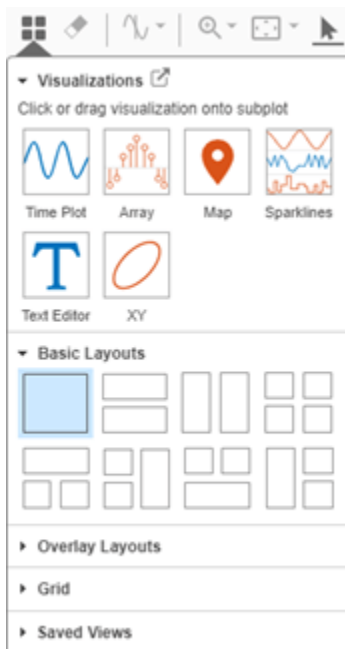 Visualizations
Click or drag visualization onto subplot
Time Plot Array Map Sparklines
T
Text Editor XY
Basic Layouts
Overlay Layouts
Grid
Saved Views